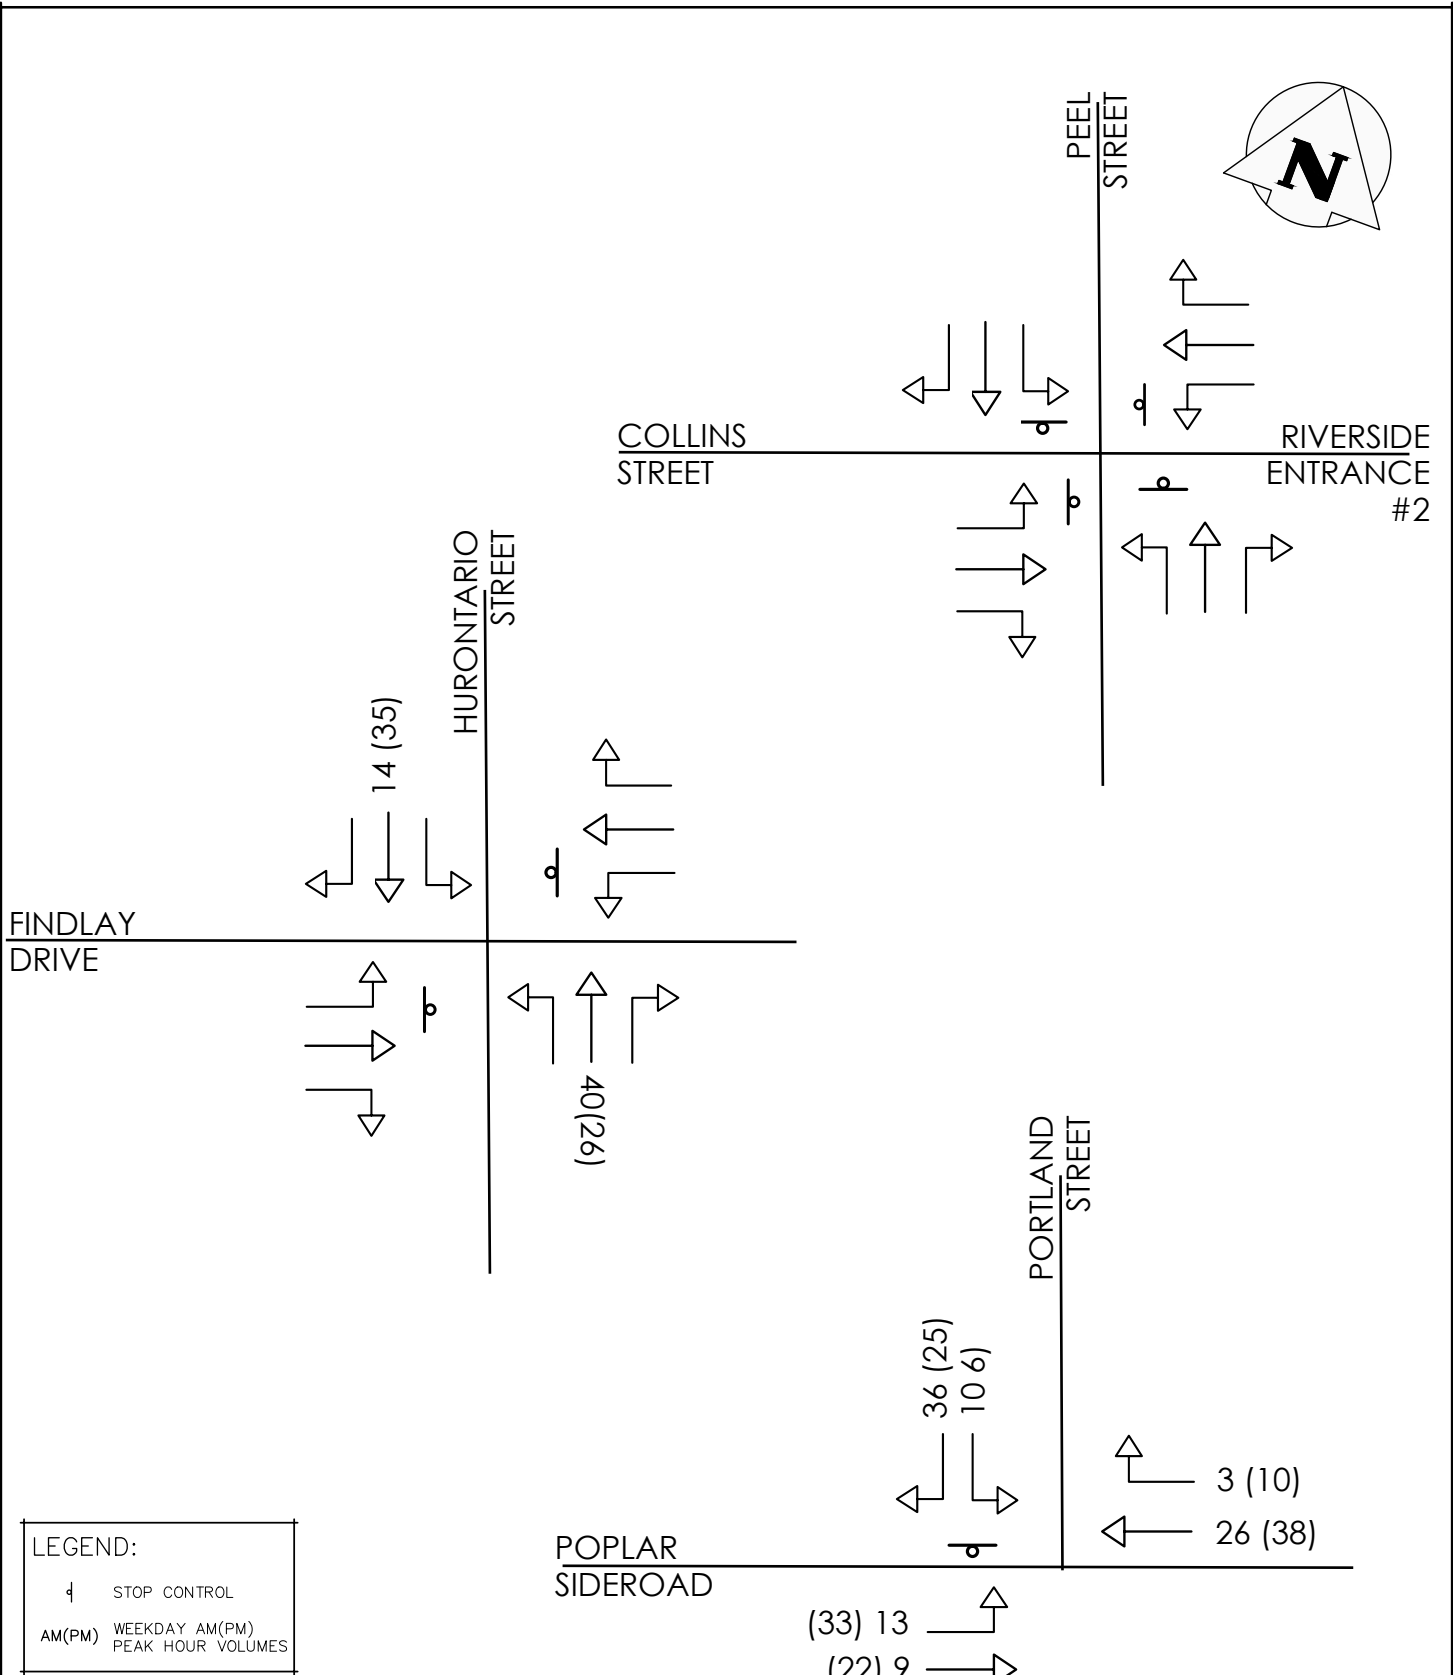 PEEL
STREET
N
COLLINS
STREET
RIVERSIDE
ENTRANCE
#2
HURONTARIO
STREET
14 (35)
FINDLAY
DRIVE
40(26)
PORTLAND
STREET
36 (25)
10 6)
3 (10)
26 (38)
POPLAR
SIDEROAD
(33) 13
(22) 9
LEGEND:
STOP CONTROL
AM(PM) WEEKDAY AM(PM)
PEAK HOUR VOLUMES